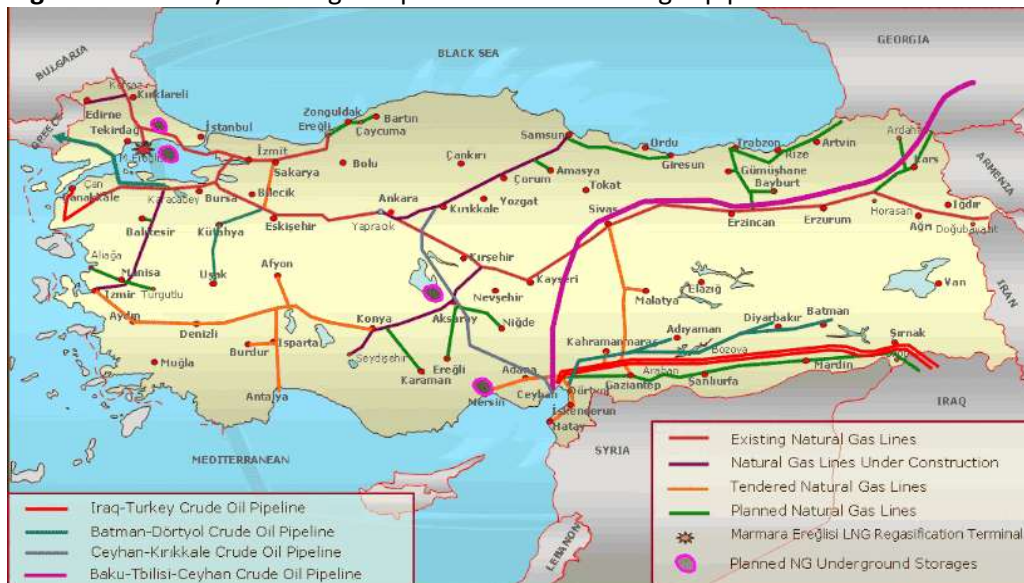 BLACK SEA
GEORGIA
BULGARIA
GREECE
ARMENIA
IRAN
IRAQ
SYRIA
LEBANON
MEDITERRANEAN
Kırklareli
Edirne
Tekirdağ
İstanbul
Zonguldak
Bartın
Ereğli
Çaycuma
Samsun
Ordu
Giresun
Trabzon
Rize
Artvin
Ardahan
Kars
Gümüşhane
Bayburt
İzmit
Sakarya
Bolu
Çankırı
Çorum
Amasya
Tokat
Çan
Çanakkale
Karacabey
Bursa
Bilecik
Eskişehir
Ankara
Yapracık
Kırıkkale
Yozgat
Sivas
Erzincan
Erzurum
Horasan
Iğdır
Ağrı
Doğubayazıt
Balıkesir
Kütahya
Aliağa
Manisa
Turgutlu
Uşak
Afyon
Kırşehir
Kayseri
Nevşehir
Malatya
Elazığ
Van
İzmir
Aydın
Denizli
Konya
Aksaray
Niğde
Adıyaman
Diyarbakır
Batman
Şırnak
Muğla
Burdur
Isparta
Seydişehir
Karaman
Ereğli
Kahramanmaraş
Bozova
Mardin
Antalya
Mersin
Adana
Ceyhan
Dörtyol
Gaziantep
Araban
Şanlıurfa
İskenderun
Hatay
Iraq-Turkey Crude Oil Pipeline
Batman-Dörtyol Crude Oil Pipeline
Ceyhan-Kırıkkale Crude Oil Pipeline
Baku-Tbilisi-Ceyhan Crude Oil Pipeline
Existing Natural Gas Lines
Natural Gas Lines Under Construction
Tendered Natural Gas Lines
Planned Natural Gas Lines
Marmara Ereğlisi LNG Regasification Terminal
Planned NG Underground Storages